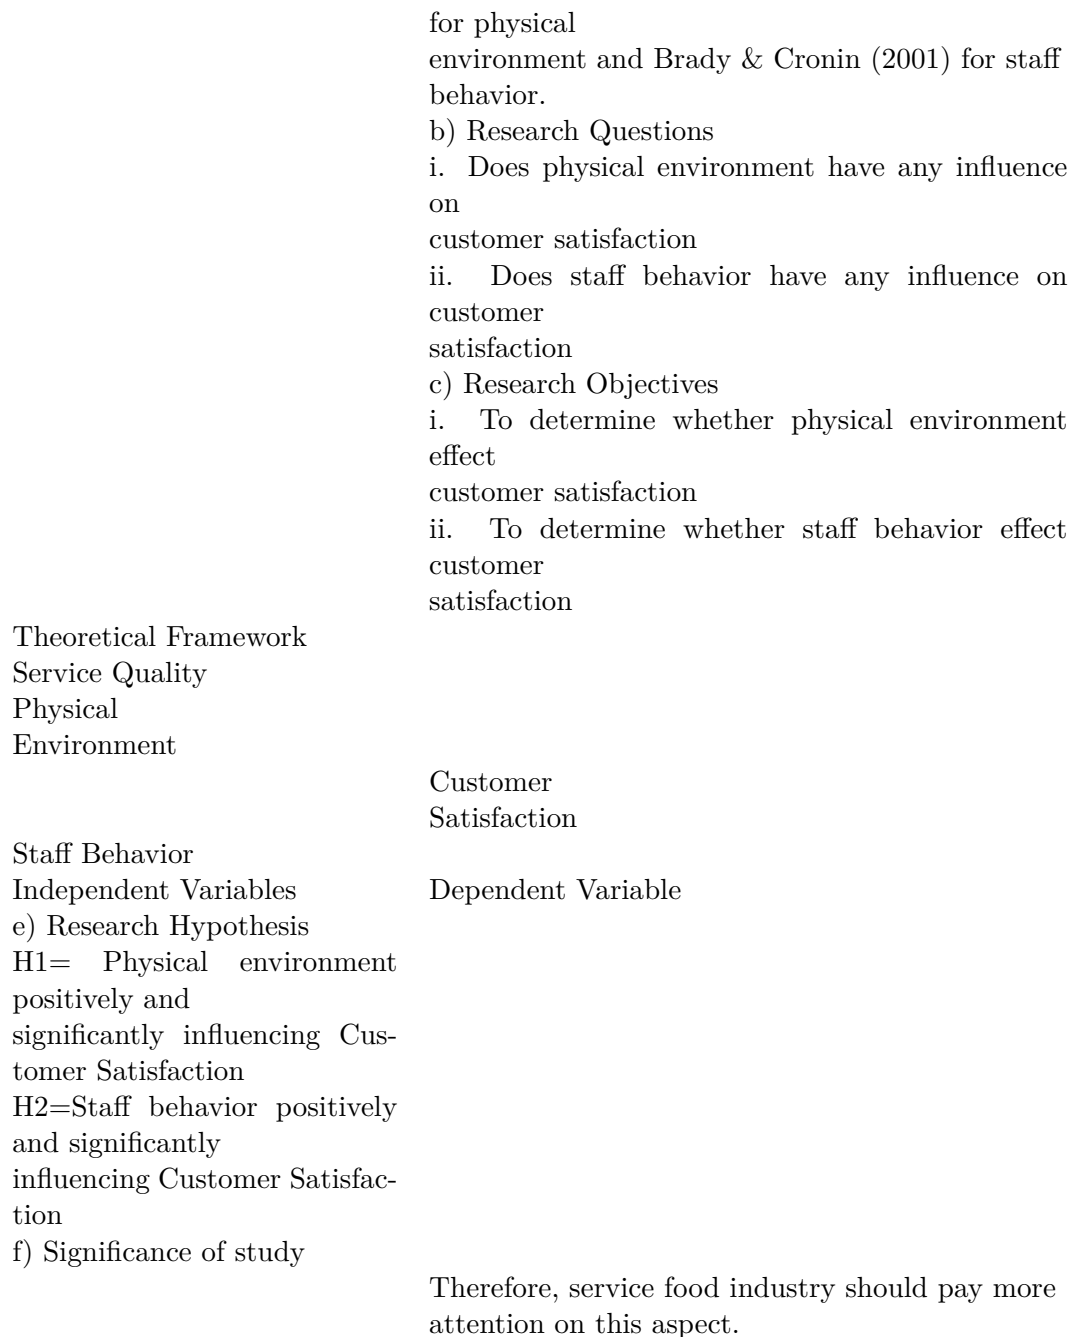 for physical
environment and Brady & Cronin (2001) for staff
behavior.
b) Research Questions
i. Does physical environment have any influence
on
customer satisfaction
ii. Does staff behavior have any influence on
customer
satisfaction
c) Research Objectives
i. To determine whether physical environment
effect
customer satisfaction
ii. To determine whether staff behavior effect
customer
satisfaction
Theoretical Framework
Service Quality
Physical
Environment
Customer
Satisfaction
Staff Behavior
Independent Variables Dependent Variable
e) Research Hypothesis
H1= Physical environment
positively and
significantly influencing Cus-
tomer Satisfaction
H2=Staff behavior positively
and significantly
influencing Customer Satisfac-
tion
f) Significance of study
Therefore, service food industry should pay more
attention on this aspect.